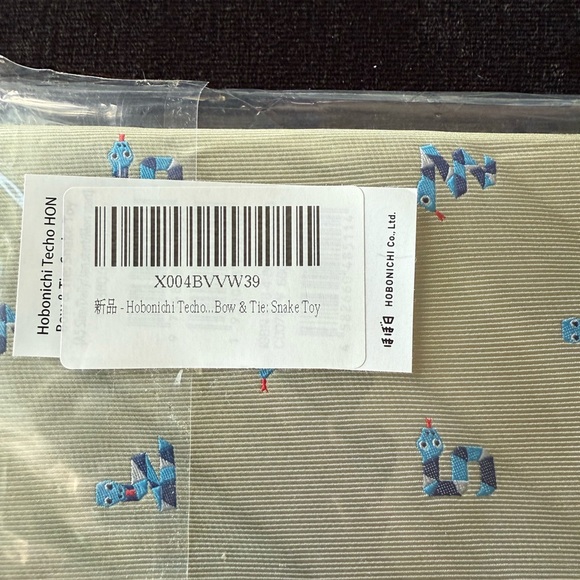 Hobonichi Techo HON
X004BVVW39
新品 - Hobonichi Techo...Bow & Tie: Snake Toy
HOBONICHI Co., Ltd.
ほぼ日